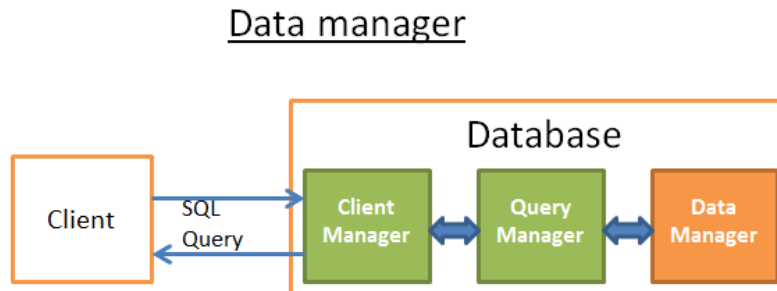 Data manager
Database
Client
SQL
Query
Client
Manager
Query
Manager
Data
Manager